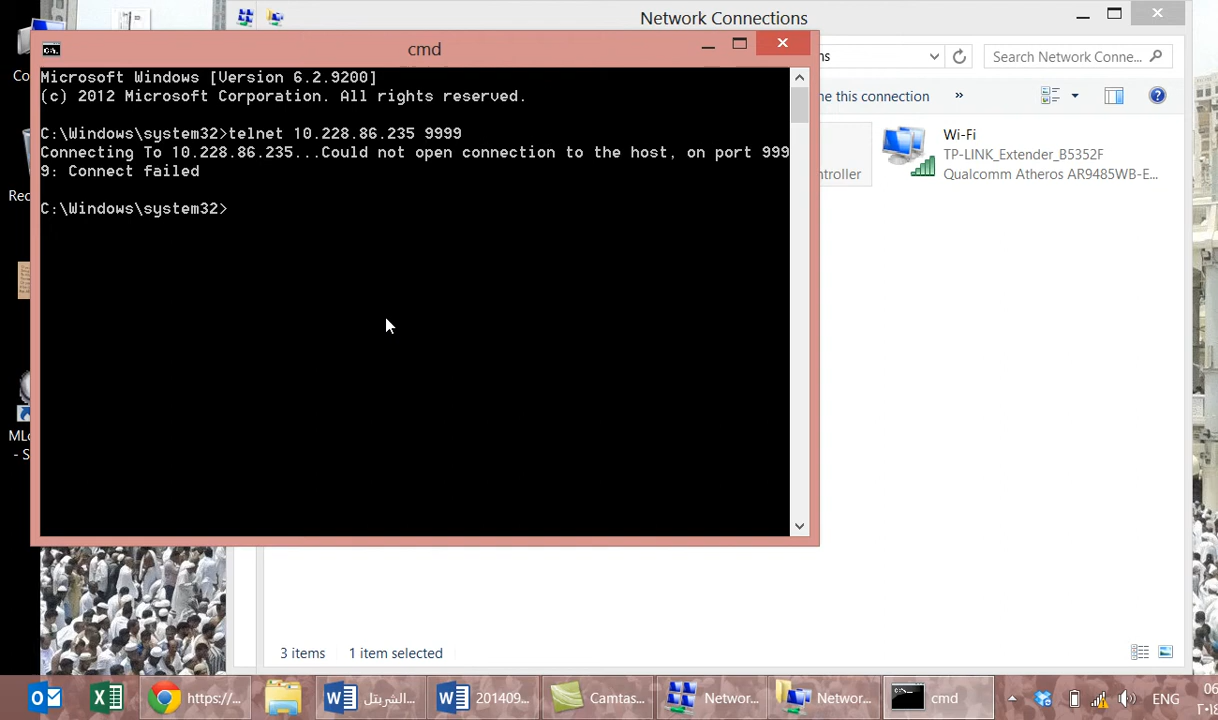 Network Connections
cmd
Search Network Conne...
Microsoft Windows [Version 6.2.9200]
(c) 2012 Microsoft Corporation. All rights reserved.
C:\Windows\system32>telnet 10.228.86.235 9999
Connecting To 10.228.86.235...Could not open connection to the host, on port 999
9: Connect failed
C:\Windows\system32>
this connection
»
Wi-Fi
TP-LINK_Extender_B5352F
Qualcomm Atheros AR9485WB-E...
3 items
1 item selected
https://...
الشريتل...
201409...
Camtas...
Networ...
Networ...
cmd
ENG